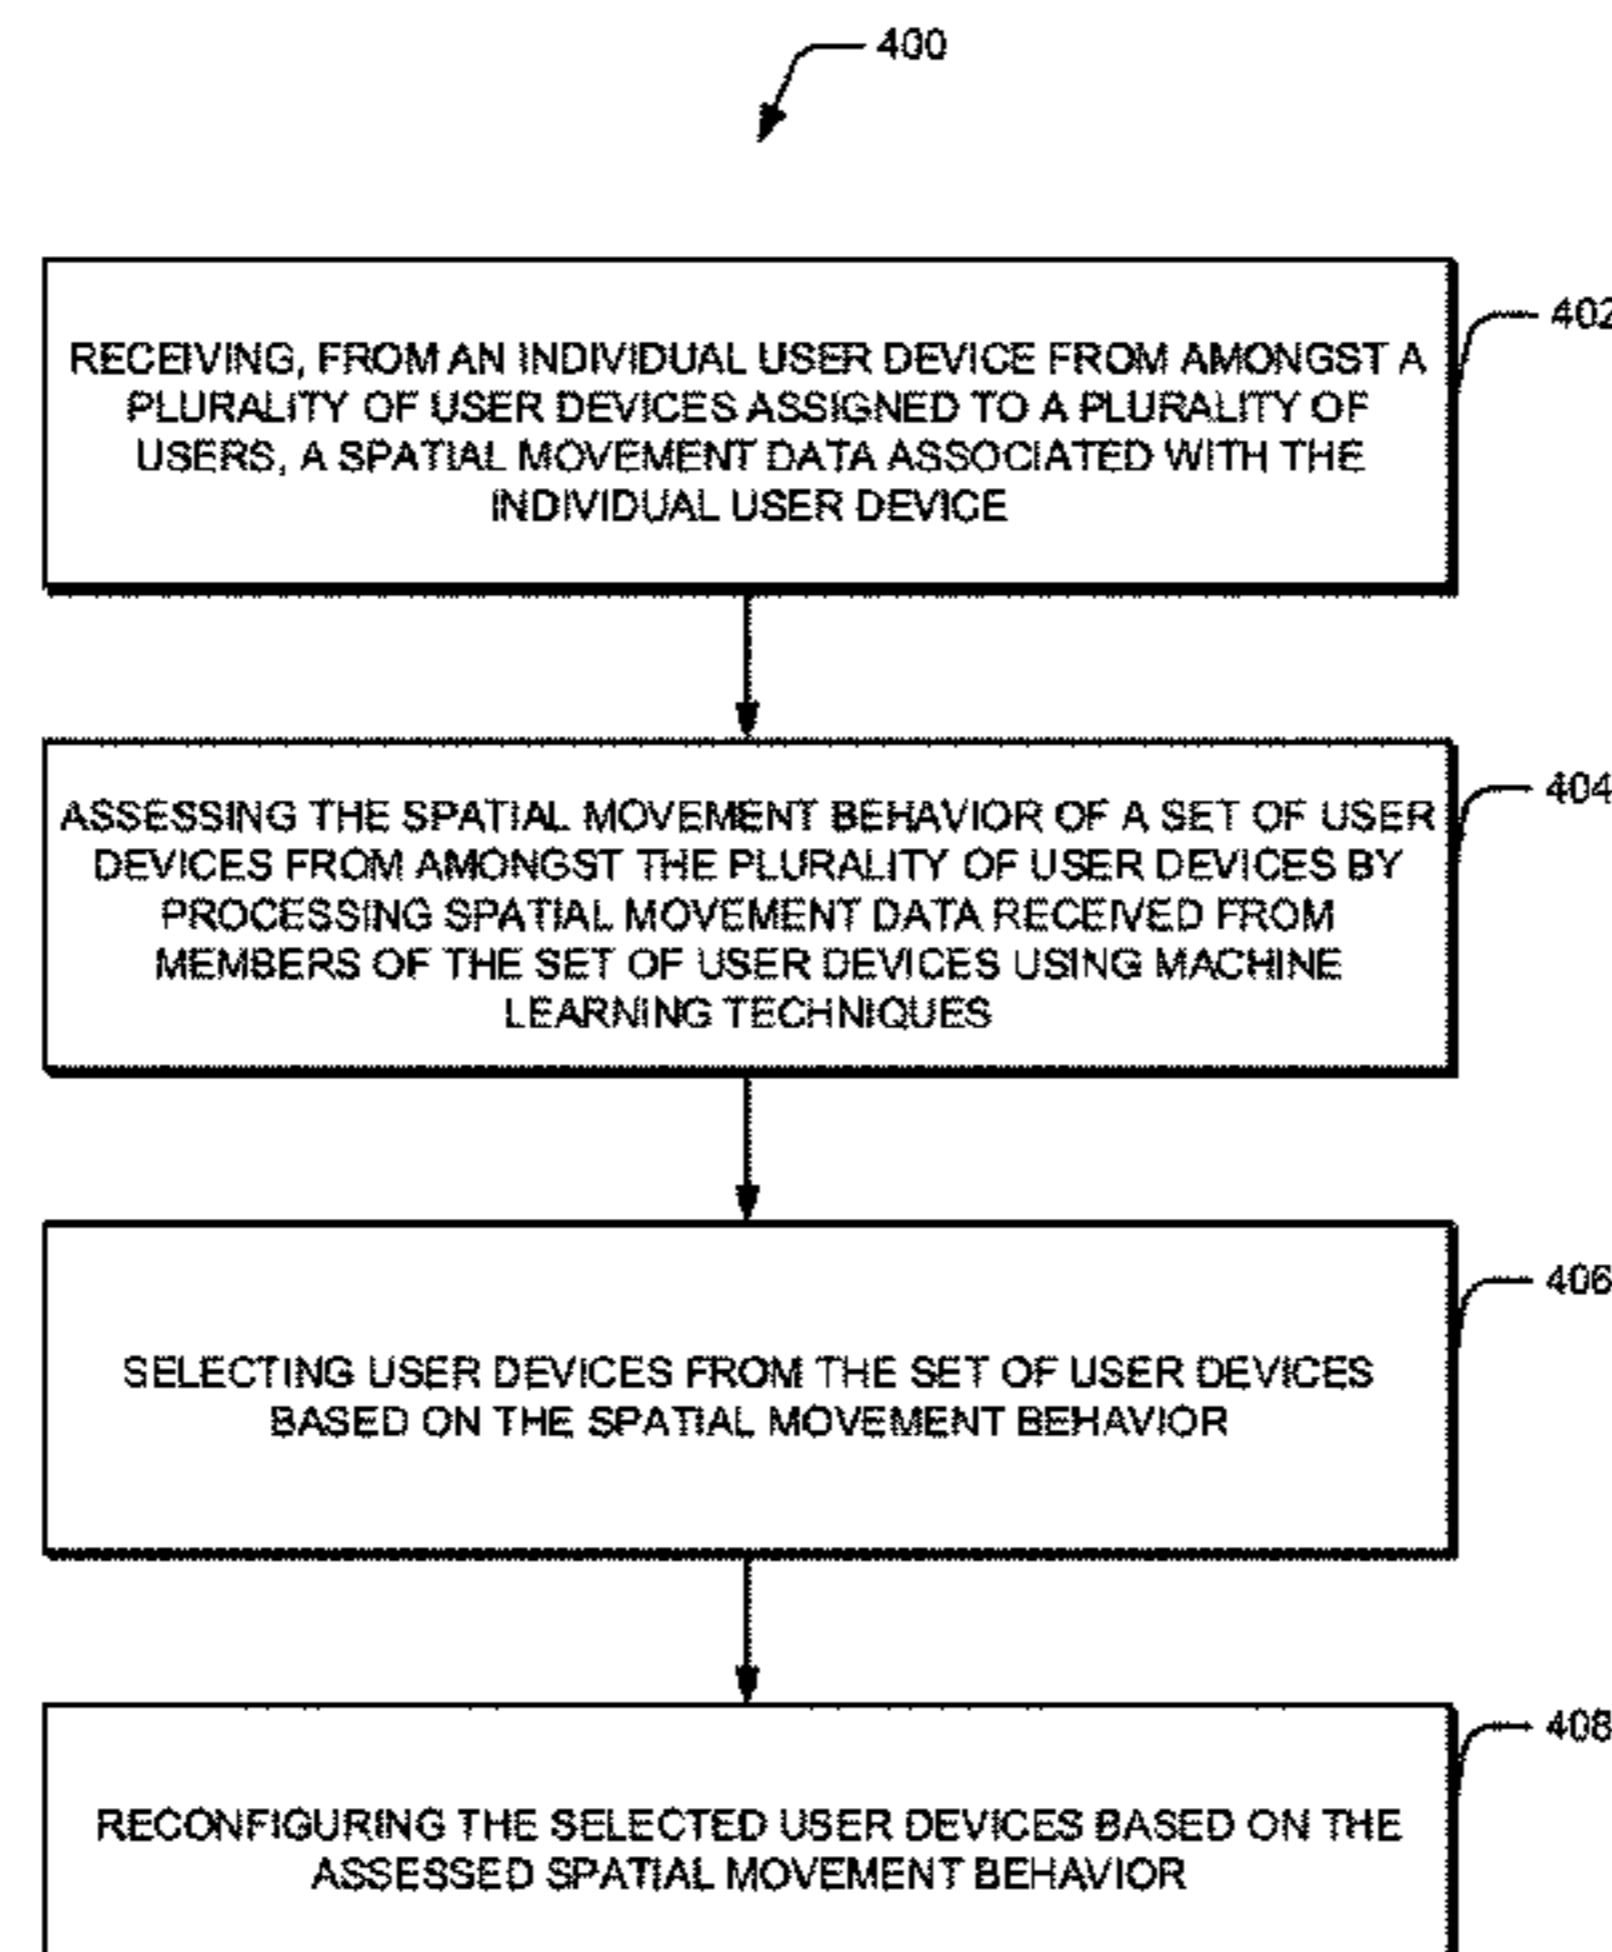 400
402
RECEIVING, FROM AN INDIVIDUAL USER DEVICE FROM AMONGST A
PLURALITY OF USER DEVICES ASSIGNED TO A PLURALITY OF
USERS, A SPATIAL MOVEMENT DATA ASSOCIATED WITH THE
INDIVIDUAL USER DEVICE
404
ASSESSING THE SPATIAL MOVEMENT BEHAVIOR OF A SET OF USER
DEVICES FROM AMONGST THE PLURALITY OF USER DEVICES BY
PROCESSING SPATIAL MOVEMENT DATA RECEIVED FROM
MEMBERS OF THE SET OF USER DEVICES USING MACHINE
LEARNING TECHNIQUES
406
SELECTING USER DEVICES FROM THE SET OF USER DEVICES
BASED ON THE SPATIAL MOVEMENT BEHAVIOR
408
RECONFIGURING THE SELECTED USER DEVICES BASED ON THE
ASSESSED SPATIAL MOVEMENT BEHAVIOR